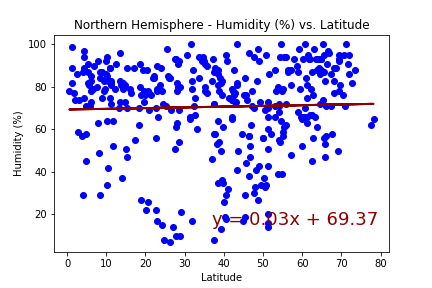 Northern Hemisphere - Humidity (%) vs. Latitude
100
80
60
40
20
Humidity (%)
y = 0.03x + 69.37
0 10 20 30 40 50 60 70 80
Latitude